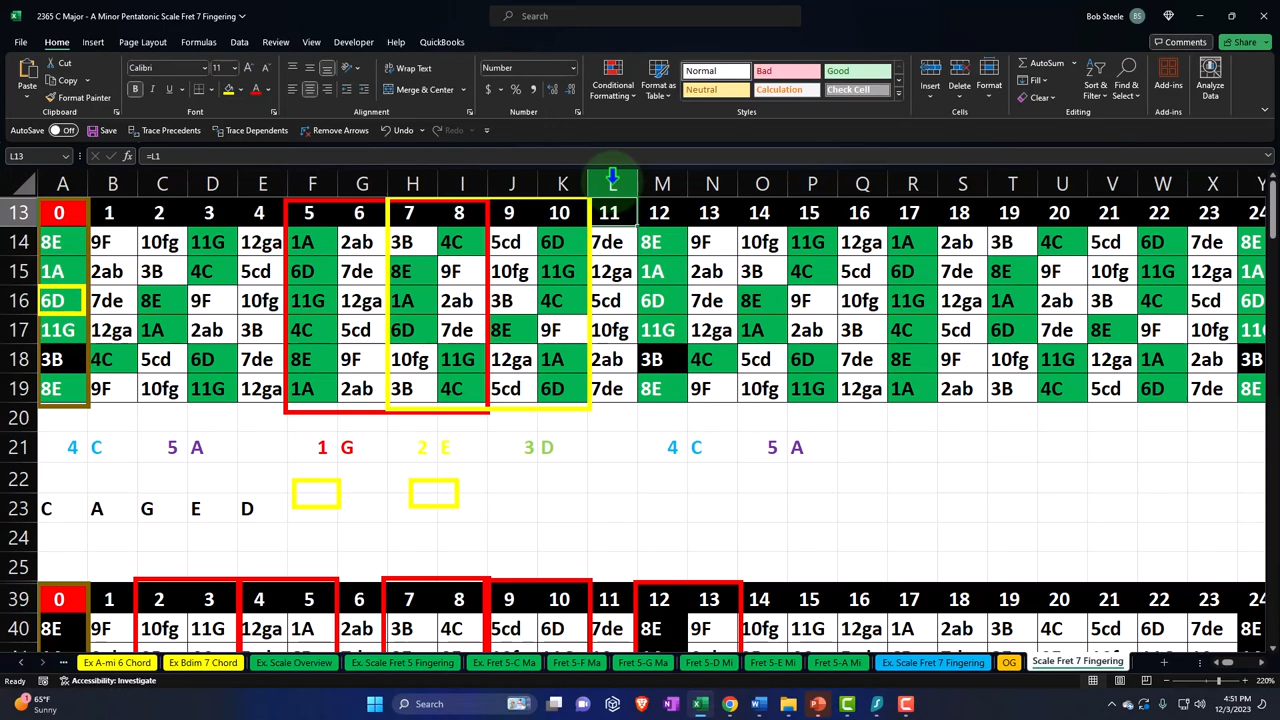 2365 C Major - A Minor Pentatonic Scale Fret 7 Fingering
Search
Bob Steele
BS
File Home Insert Page Layout Formulas Data Review View Developer Help QuickBooks
Comments
Share
Paste
Cut
Copy
Format Painter
Clipboard
Calibri
11
Font
Wrap Text
Merge & Center
Alignment
Number
Number
Conditional Formatting
Format as Table
Normal
Bad
Good
Neutral
Calculation
Check Cell
Styles
Insert
Delete
Format
Cells
AutoSum
Fill
Clear
Sort & Filter
Find & Select
Editing
Add-ins
Add-ins
Analyze Data
AutoSave Off Save Trace Precedents Trace Dependents Remove Arrows Undo Redo
L13 fx =L1
A B C D E F G H I J K L M N O P Q R S T U V W X Y
13 0 1 2 3 4 5 6 7 8 9 10 11 12 13 14 15 16 17 18 19 20 21 22 23 24
14 8E 9F 10fg 11G 12ga 1A 2ab 3B 4C 5cd 6D 7de 8E 9F 10fg 11G 12ga 1A 2ab 3B 4C 5cd 6D 7de 8E
15 1A 2ab 3B 4C 5cd 6D 7de 8E 9F 10fg 11G 12ga 1A 2ab 3B 4C 5cd 6D 7de 8E 9F 10fg 11G 12ga 1A
16 6D 7de 8E 9F 10fg 11G 12ga 1A 2ab 3B 4C 5cd 6D 7de 8E 9F 10fg 11G 12ga 1A 2ab 3B 4C 5cd 6D
17 11G 12ga 1A 2ab 3B 4C 5cd 6D 7de 8E 9F 10fg 11G 12ga 1A 2ab 3B 4C 5cd 6D 7de 8E 9F 10fg 11G
18 3B 4C 5cd 6D 7de 8E 9F 10fg 11G 12ga 1A 2ab 3B 4C 5cd 6D 7de 8E 9F 10fg 11G 12ga 1A 2ab 3B
19 8E 9F 10fg 11G 12ga 1A 2ab 3B 4C 5cd 6D 7de 8E 9F 10fg 11G 12ga 1A 2ab 3B 4C 5cd 6D 7de 8E
20
21 4 C 5 A 1 G 2 E 3 D 4 C 5 A
22
23 C A G E D
24
25
39 0 1 2 3 4 5 6 7 8 9 10 11 12 13 14 15 16 17 18 19 20 21 22 23 24
40 8E 9F 10fg 11G 12ga 1A 2ab 3B 4C 5cd 6D 7de 8E 9F 10fg 11G 12ga 1A 2ab 3B 4C 5cd 6D 7de 8E
Ex A-mi 6 Chord Ex Bdim 7 Chord Ex. Scale Overview Ex. Scale Fret 5 Fingering Ex. Fret 5-C Ma Fret 5-F Ma Fret 5-G Ma Fret 5-D Mi Fret 5-E Mi Fret 5-A Mi Ex. Scale Fret 7 Fingering OG Scale Fret 7 Fingering
Ready
Accessibility: Investigate
220%
65°F
Sunny
Search
4:51 PM
12/3/2023